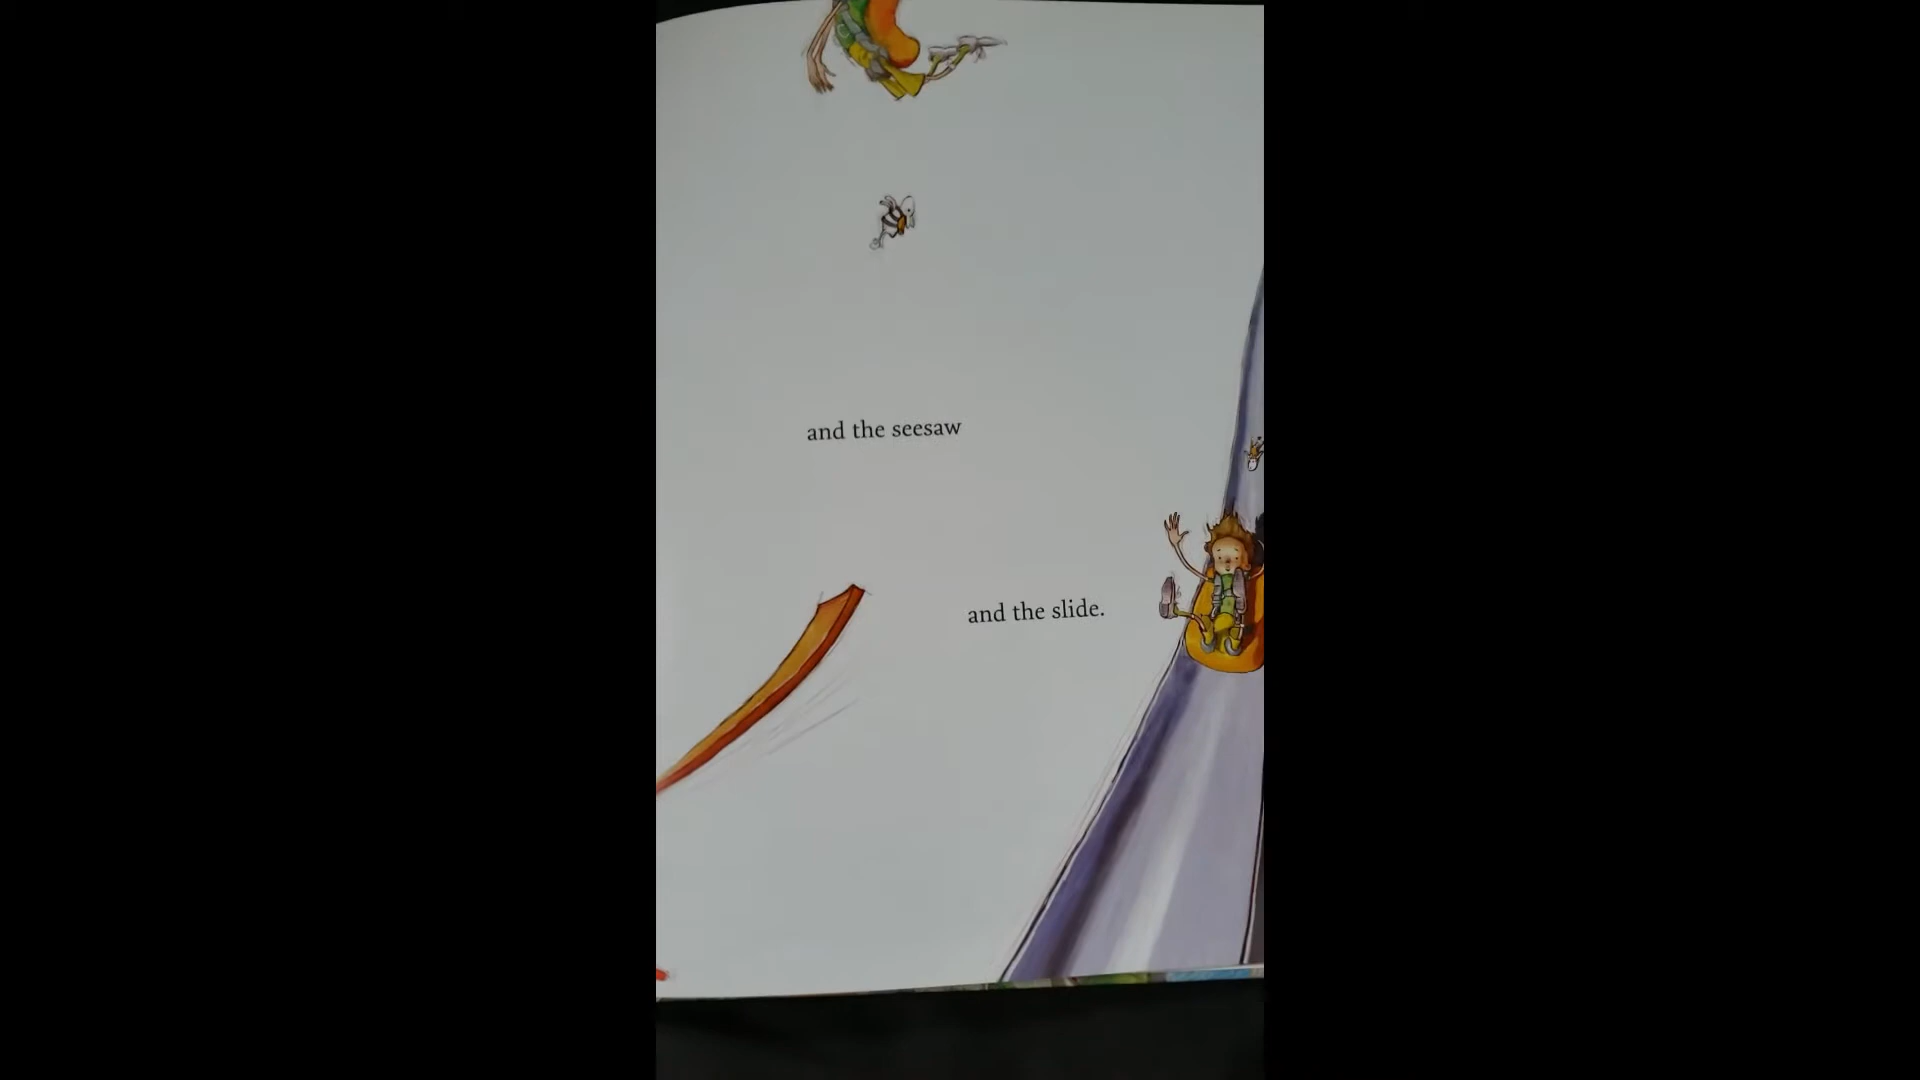 and the seesaw
and the slide.